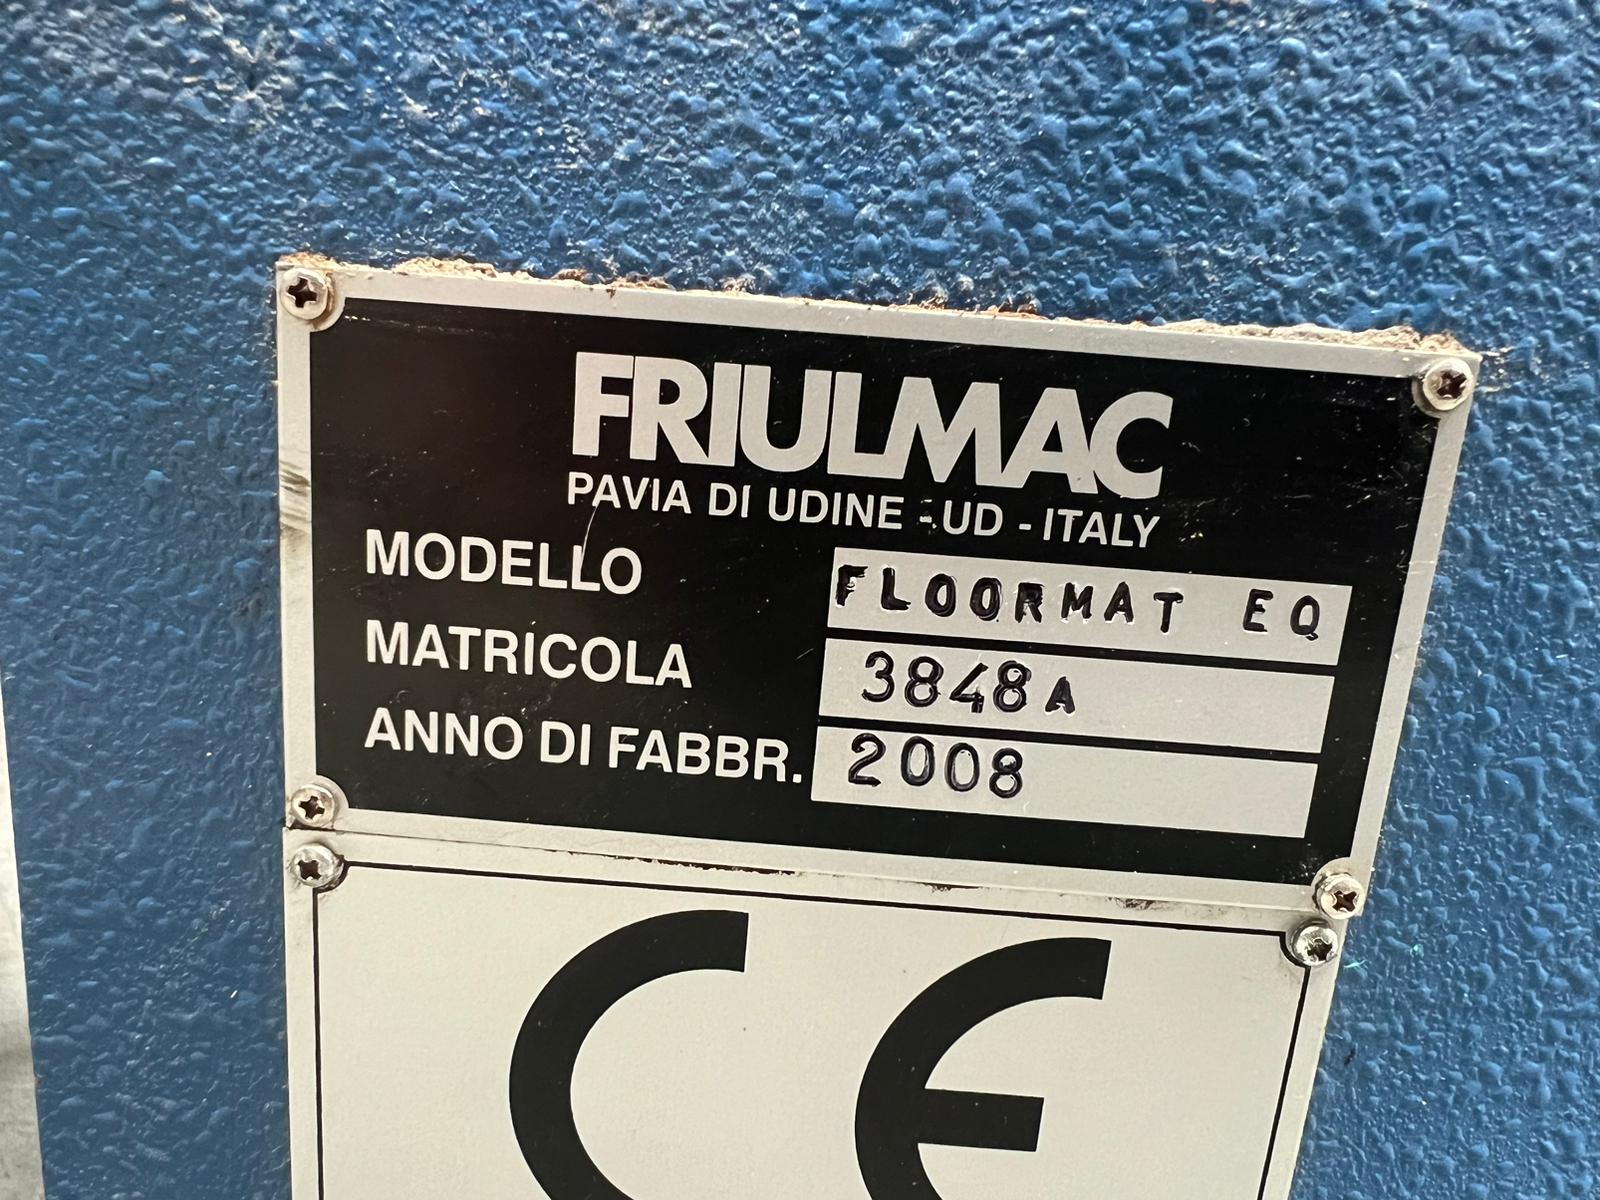 FRIULMAC
PAVIA DI UDINE - UD - ITALY
MODELLO FLOORMAT EQ
MATRICOLA 3848A
ANNO DI FABBR. 2008
CE